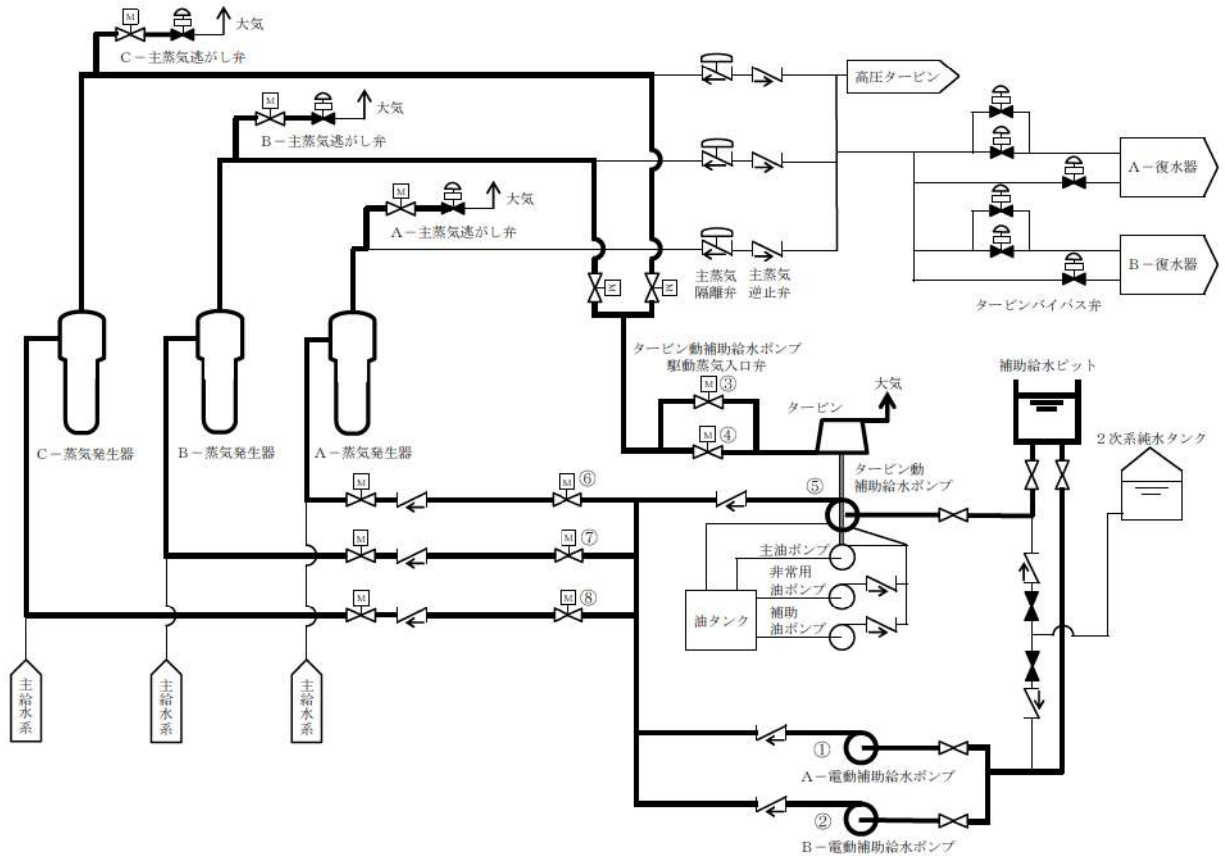 M
大気
C－主蒸気逃がし弁
高圧タービン
M
大気
B－主蒸気逃がし弁
A－復水器
M
大気
A－主蒸気逃がし弁
B－復水器
主蒸気
隔離弁
主蒸気
逆止弁
タービンバイパス弁
M
M
タービン動補助給水ポンプ
駆動蒸気入口弁
M
③
M
④
タービン
大気
補助給水ピット
2次系純水タンク
C－蒸気発生器
B－蒸気発生器
A－蒸気発生器
タービン動
補助給水ポンプ
⑤
M
M
⑥
M
M
⑦
M
M
⑧
主油ポンプ
非常用
油ポンプ
補助
油ポンプ
油タンク
主給水系
主給水系
主給水系
①
A－電動補助給水ポンプ
②
B－電動補助給水ポンプ